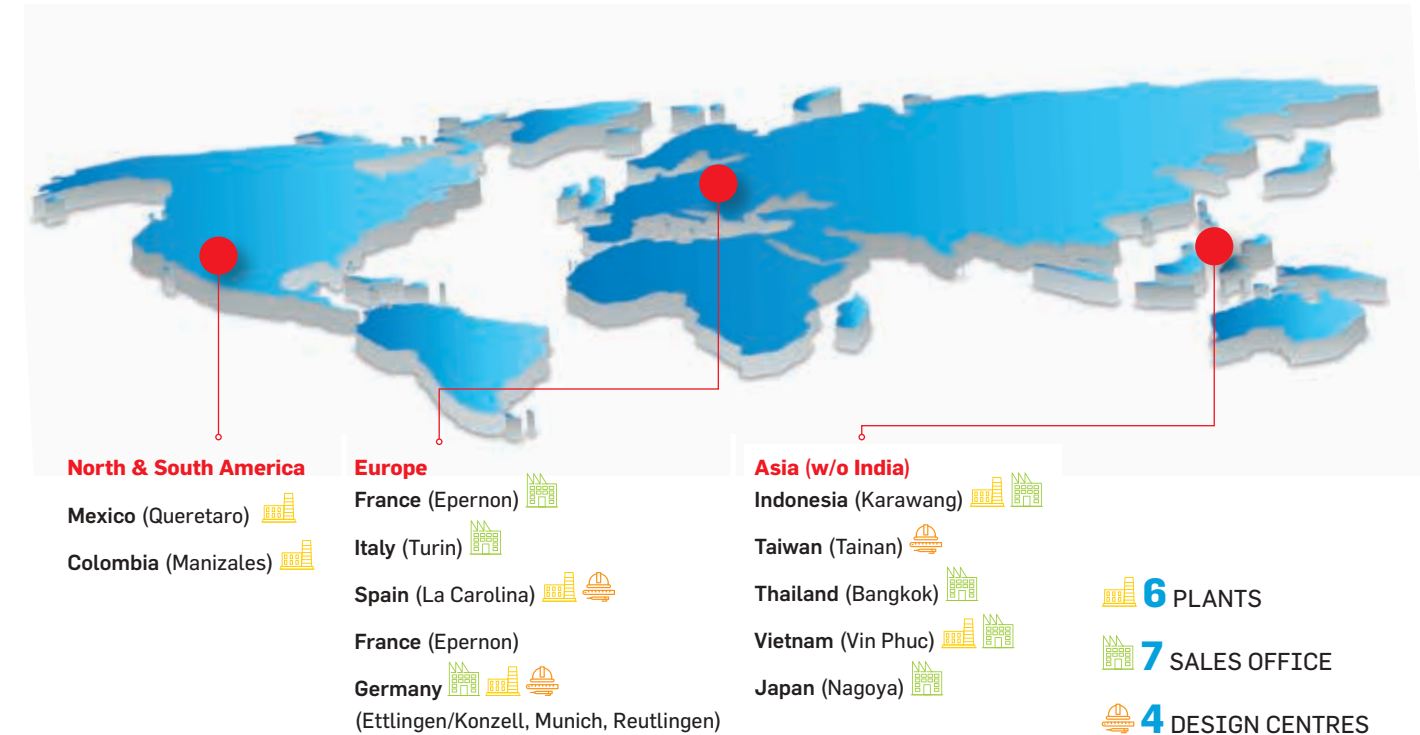 North & South America
Mexico (Queretaro)
Colombia (Manizales)
Europe
France (Epernon)
Italy (Turin)
Spain (La Carolina)
France (Epernon)
Germany
(Ettlingen/Konzell, Munich, Reutlingen)
Asia (w/o India)
Indonesia (Karawang)
Taiwan (Tainan)
Thailand (Bangkok)
Vietnam (Vin Phuc)
Japan (Nagoya)
6 PLANTS
7 SALES OFFICE
4 DESIGN CENTRES